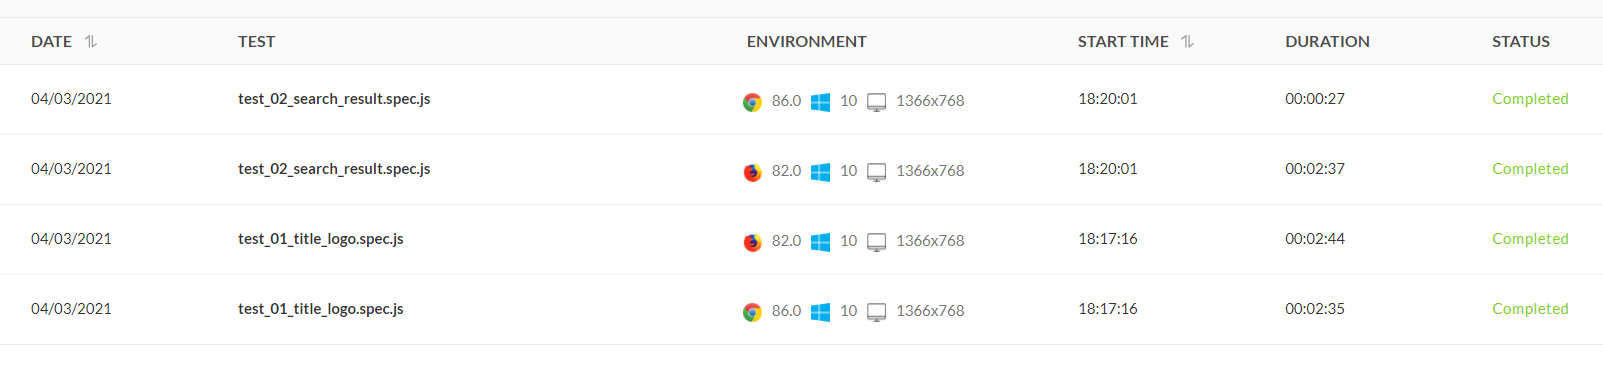 DATE TEST ENVIRONMENT START TIME DURATION STATUS
04/03/2021 test_02_search_result.spec.js 86.0 10 1366x768 18:20:01 00:00:27 Completed
04/03/2021 test_02_search_result.spec.js 82.0 10 1366x768 18:20:01 00:02:37 Completed
04/03/2021 test_01_title_logo.spec.js 82.0 10 1366x768 18:17:16 00:02:44 Completed
04/03/2021 test_01_title_logo.spec.js 86.0 10 1366x768 18:17:16 00:02:35 Completed